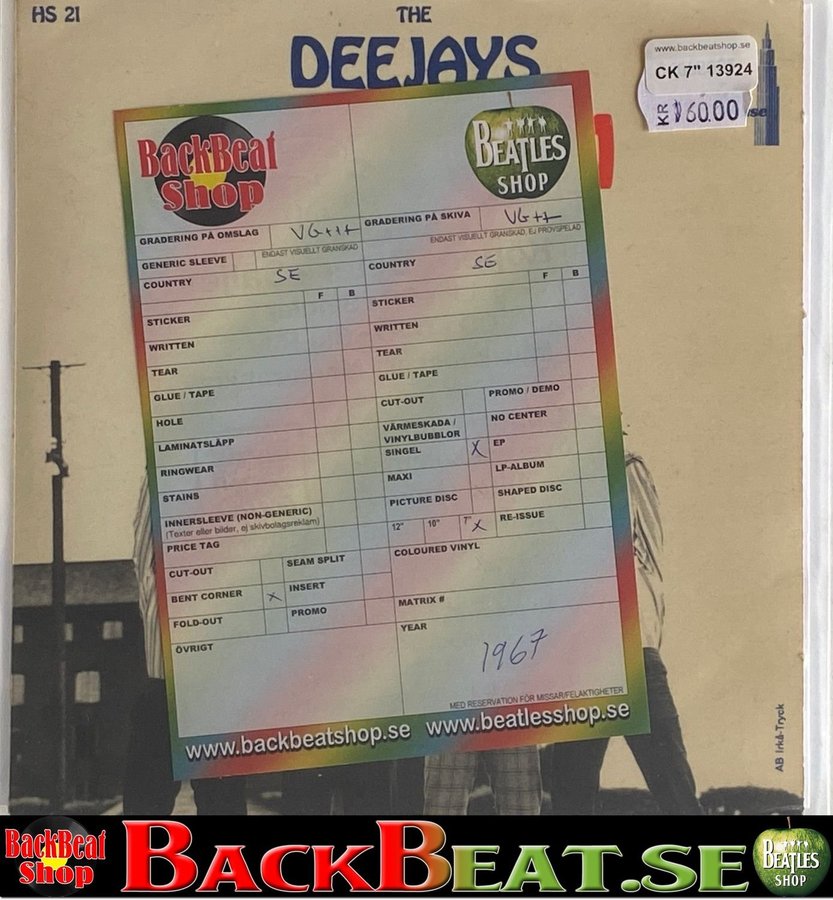 HS 21
THE
DEEJAYS
www.backbeatshop.se
CK 7" 13924
KR 160.00
se
BackBeat
Shop
BEATLES
SHOP
GRADERING PÅ OMSLAG VG+++
ENDAST VISUELLT GRANSKAD
GENERIC SLEEVE
COUNTRY SE
F B
STICKER
WRITTEN
TEAR
GLUE / TAPE
HOLE
LAMINATSLÄPP
RINGWEAR
STAINS
INNERSLEEVE (NON-GENERIC)
(Texter eller bilder, ej skivbolagsreklam)
PRICE TAG
CUT-OUT SEAM SPLIT
BENT CORNER X INSERT
FOLD-OUT PROMO
ÖVRIGT
GRADERING PÅ SKIVA VG++
ENDAST VISUELLT GRANSKAD, EJ PROVSPELAD
COUNTRY SE
F B
STICKER
WRITTEN
TEAR
GLUE / TAPE
CUT-OUT PROMO / DEMO
VÄRMESKADA /
VINYLBUBBLOR NO CENTER
SINGEL X EP
MAXI LP-ALBUM
PICTURE DISC SHAPED DISC
12" 10" 7" X RE-ISSUE
COLOURED VINYL
MATRIX #
YEAR
1967
MED RESERVATION FÖR MISSAR/FELAKTIGHETER
www.backbeatshop.se www.beatlesshop.se
AB Irkå-Tryck
BackBeat
Shop
BACKBEAT.SE
BEATLES
SHOP